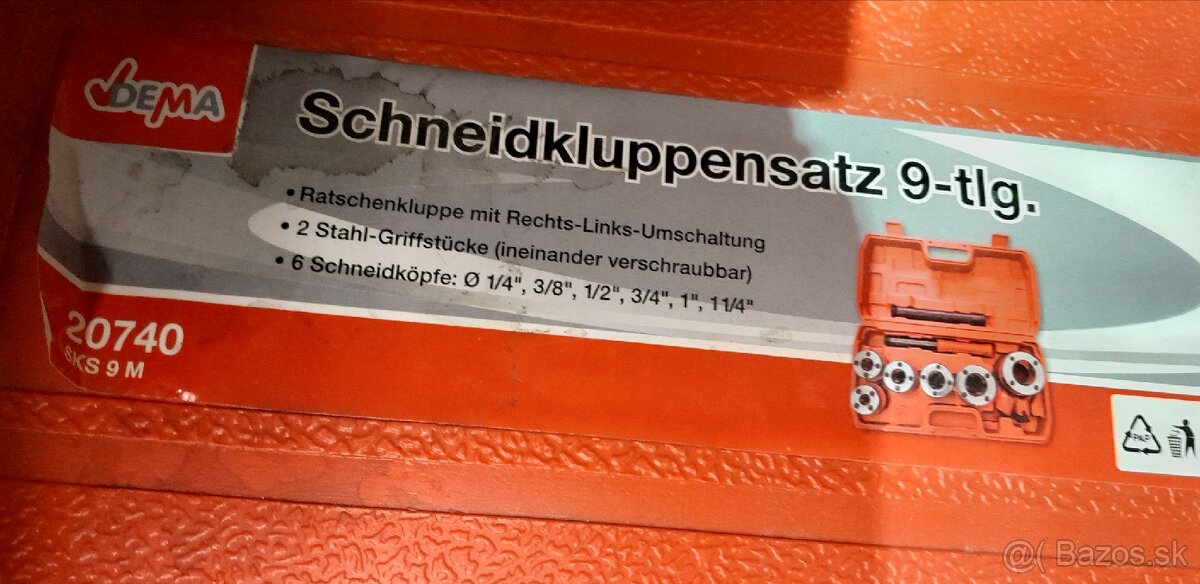 DEMA
Schneidkluppensatz 9-tlg.
• Ratschenkluppe mit Rechts-Links-Umschaltung
• 2 Stahl-Griffstücke (ineinander verschraubbar)
• 6 Schneidköpfe: Ø 1/4", 3/8", 1/2", 3/4", 1", 11/4"
20740
SKS 9 M
PAP
@( Bazos.sk